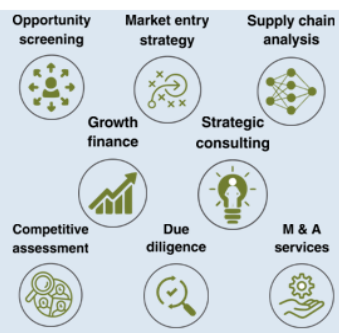 Opportunity
screening
Market entry
strategy
Supply chain
analysis
Growth
finance
Strategic
consulting
Competitive
assessment
Due
diligence
M & A
services